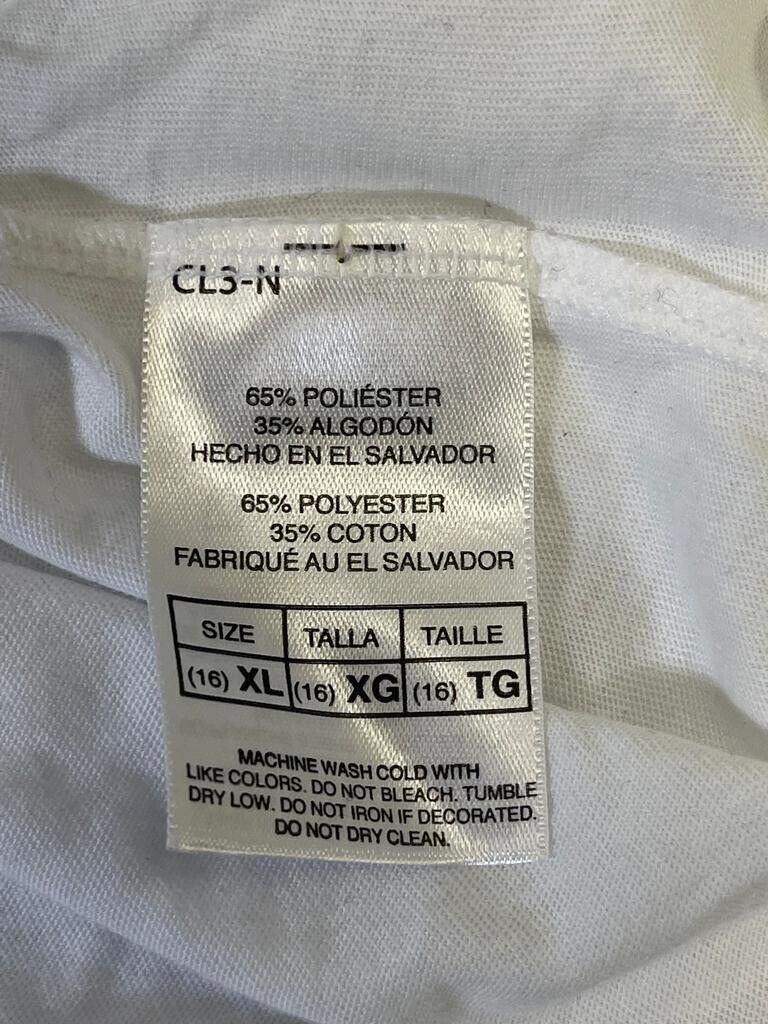 CL3-N
65% POLIÉSTER
35% ALGODÓN
HECHO EN EL SALVADOR
65% POLYESTER
35% COTON
FABRIQUÉ AU EL SALVADOR
SIZE TALLA TAILLE
(16) XL (16) XG (16) TG
MACHINE WASH COLD WITH
LIKE COLORS. DO NOT BLEACH. TUMBLE
DRY LOW. DO NOT IRON IF DECORATED.
DO NOT DRY CLEAN.